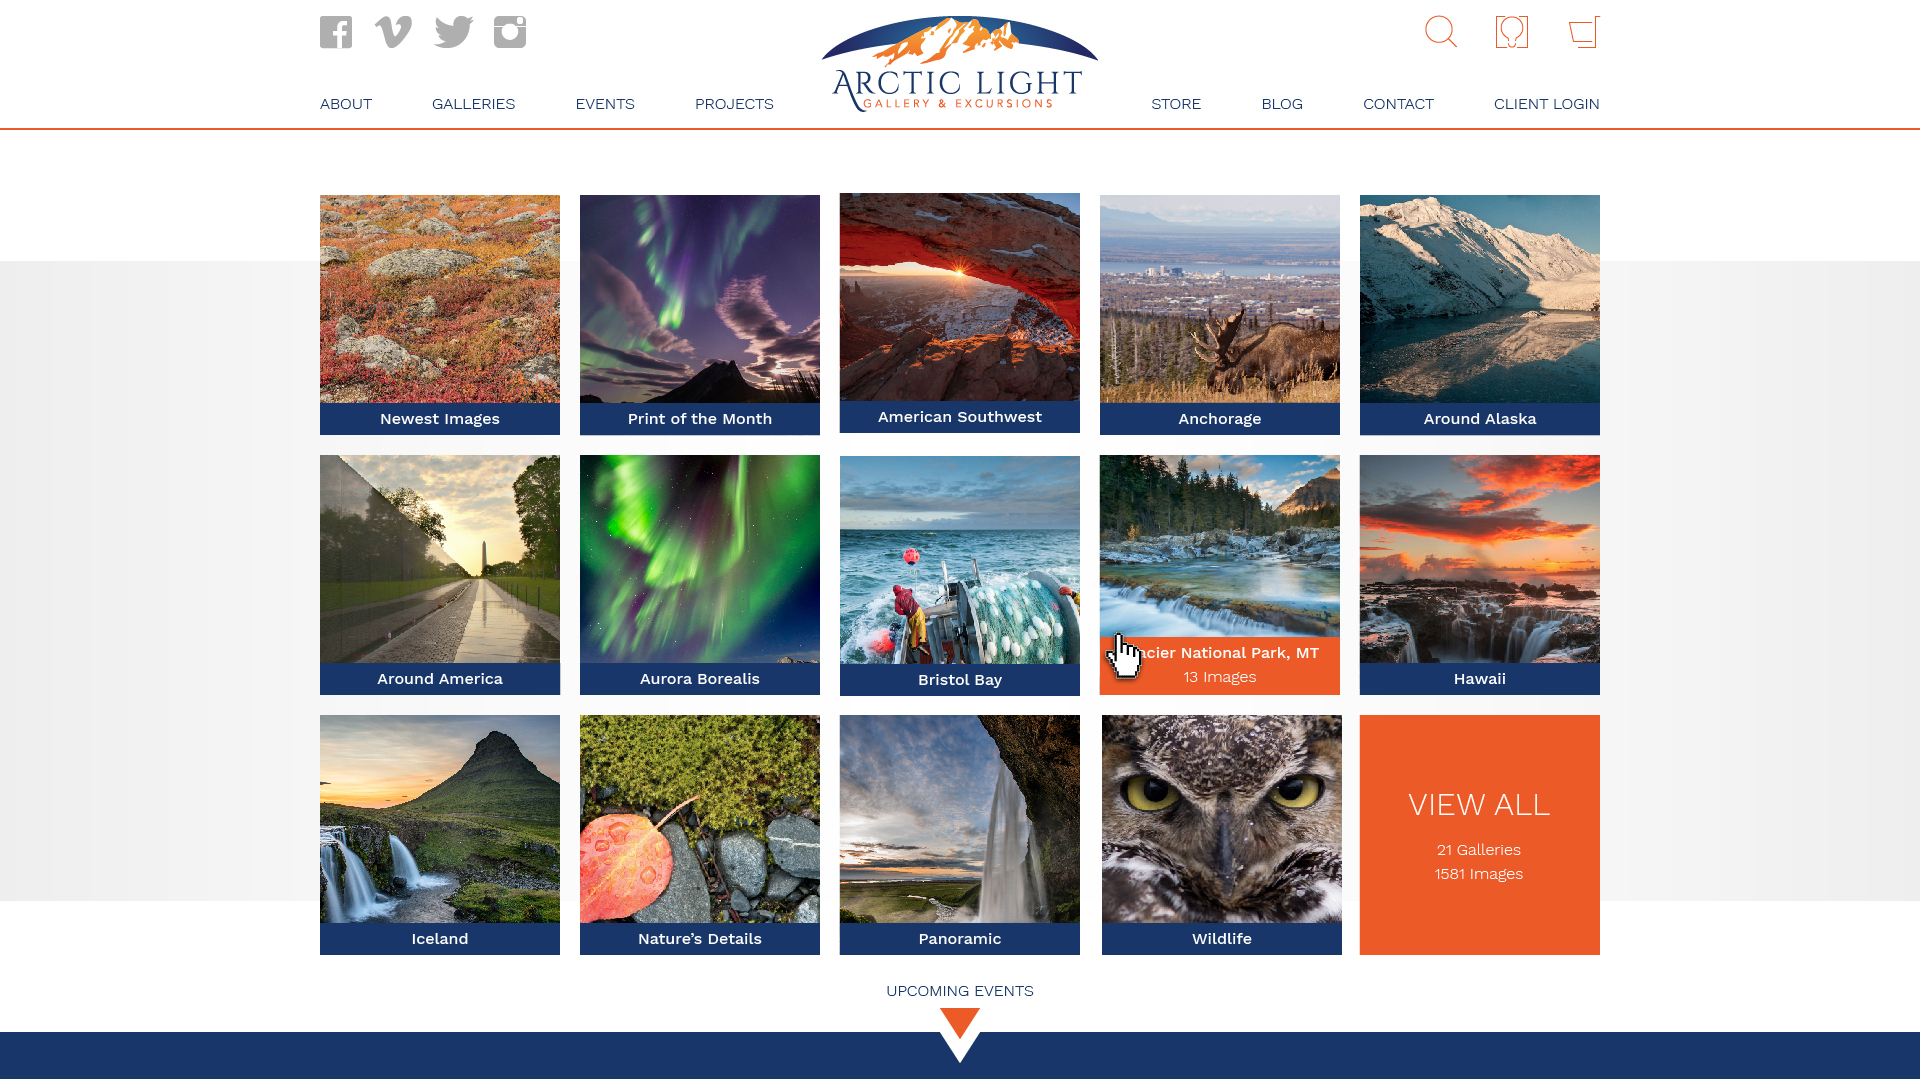 ARCTIC LIGHT
GALLERY & EXCURSIONS
ABOUT
GALLERIES
EVENTS
PROJECTS
STORE
BLOG
CONTACT
CLIENT LOGIN
Newest Images
Print of the Month
American Southwest
Anchorage
Around Alaska
Around America
Aurora Borealis
Bristol Bay
acier National Park, MT
13 Images
Hawaii
Iceland
Nature’s Details
Panoramic
Wildlife
VIEW ALL
21 Galleries
1581 Images
UPCOMING EVENTS